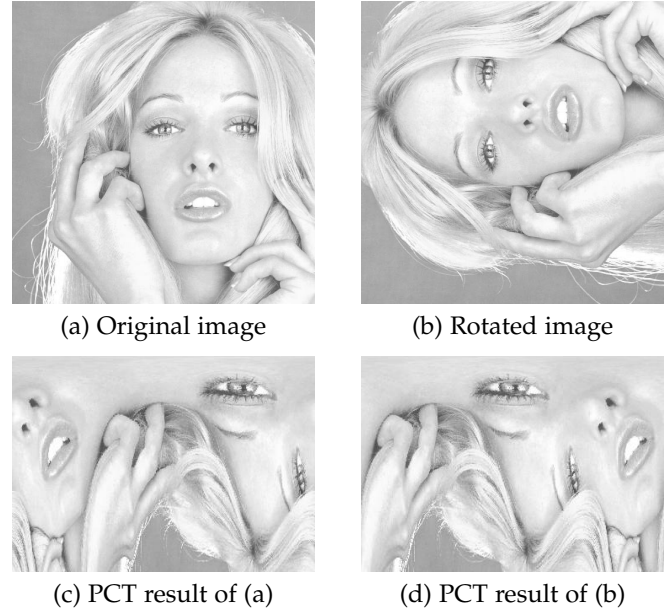 (a) Original image
(b) Rotated image
(c) PCT result of (a)
(d) PCT result of (b)